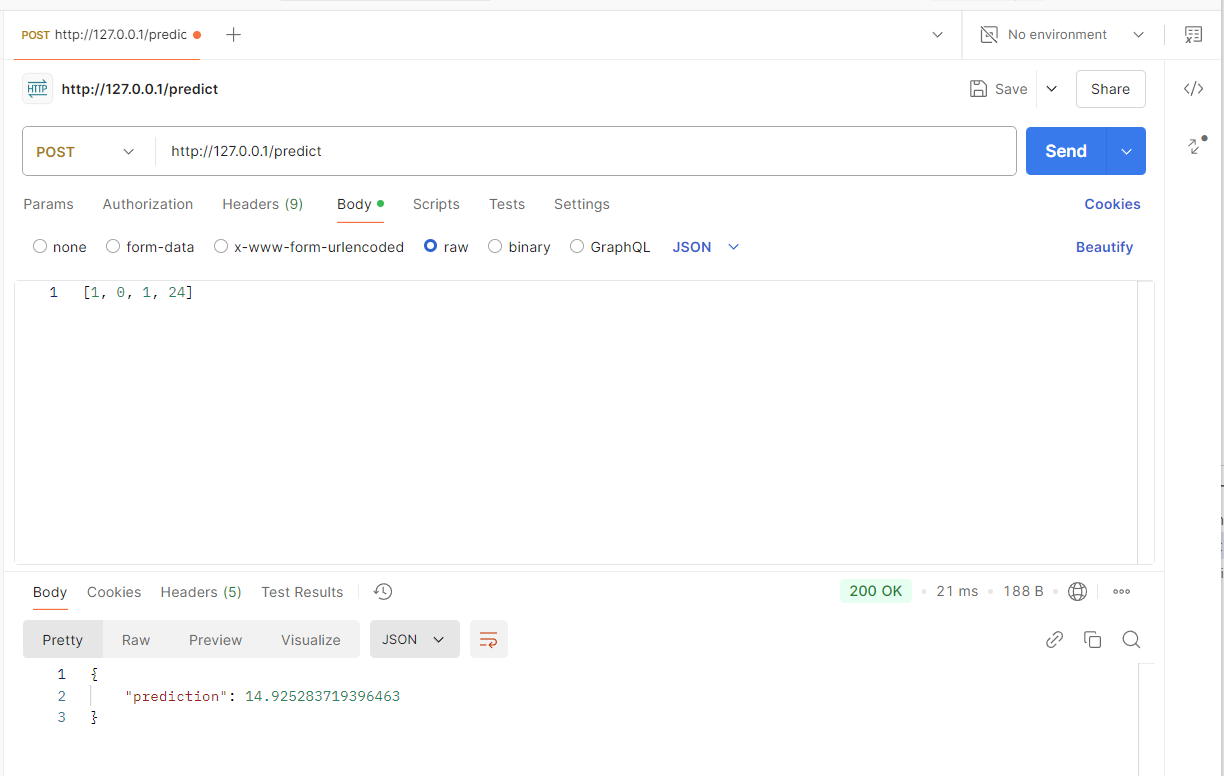 POST http://127.0.0.1/predic
No environment
HTTP http://127.0.0.1/predict
Save
Share
POST http://127.0.0.1/predict
Send
Params Authorization Headers (9) Body Scripts Tests Settings Cookies
none form-data x-www-form-urlencoded raw binary GraphQL JSON Beautify
1 [1, 0, 1, 24]
Body Cookies Headers (5) Test Results 200 OK 21 ms 188 B
Pretty Raw Preview Visualize JSON
1 {
2 "prediction": 14.925283719396463
3 }